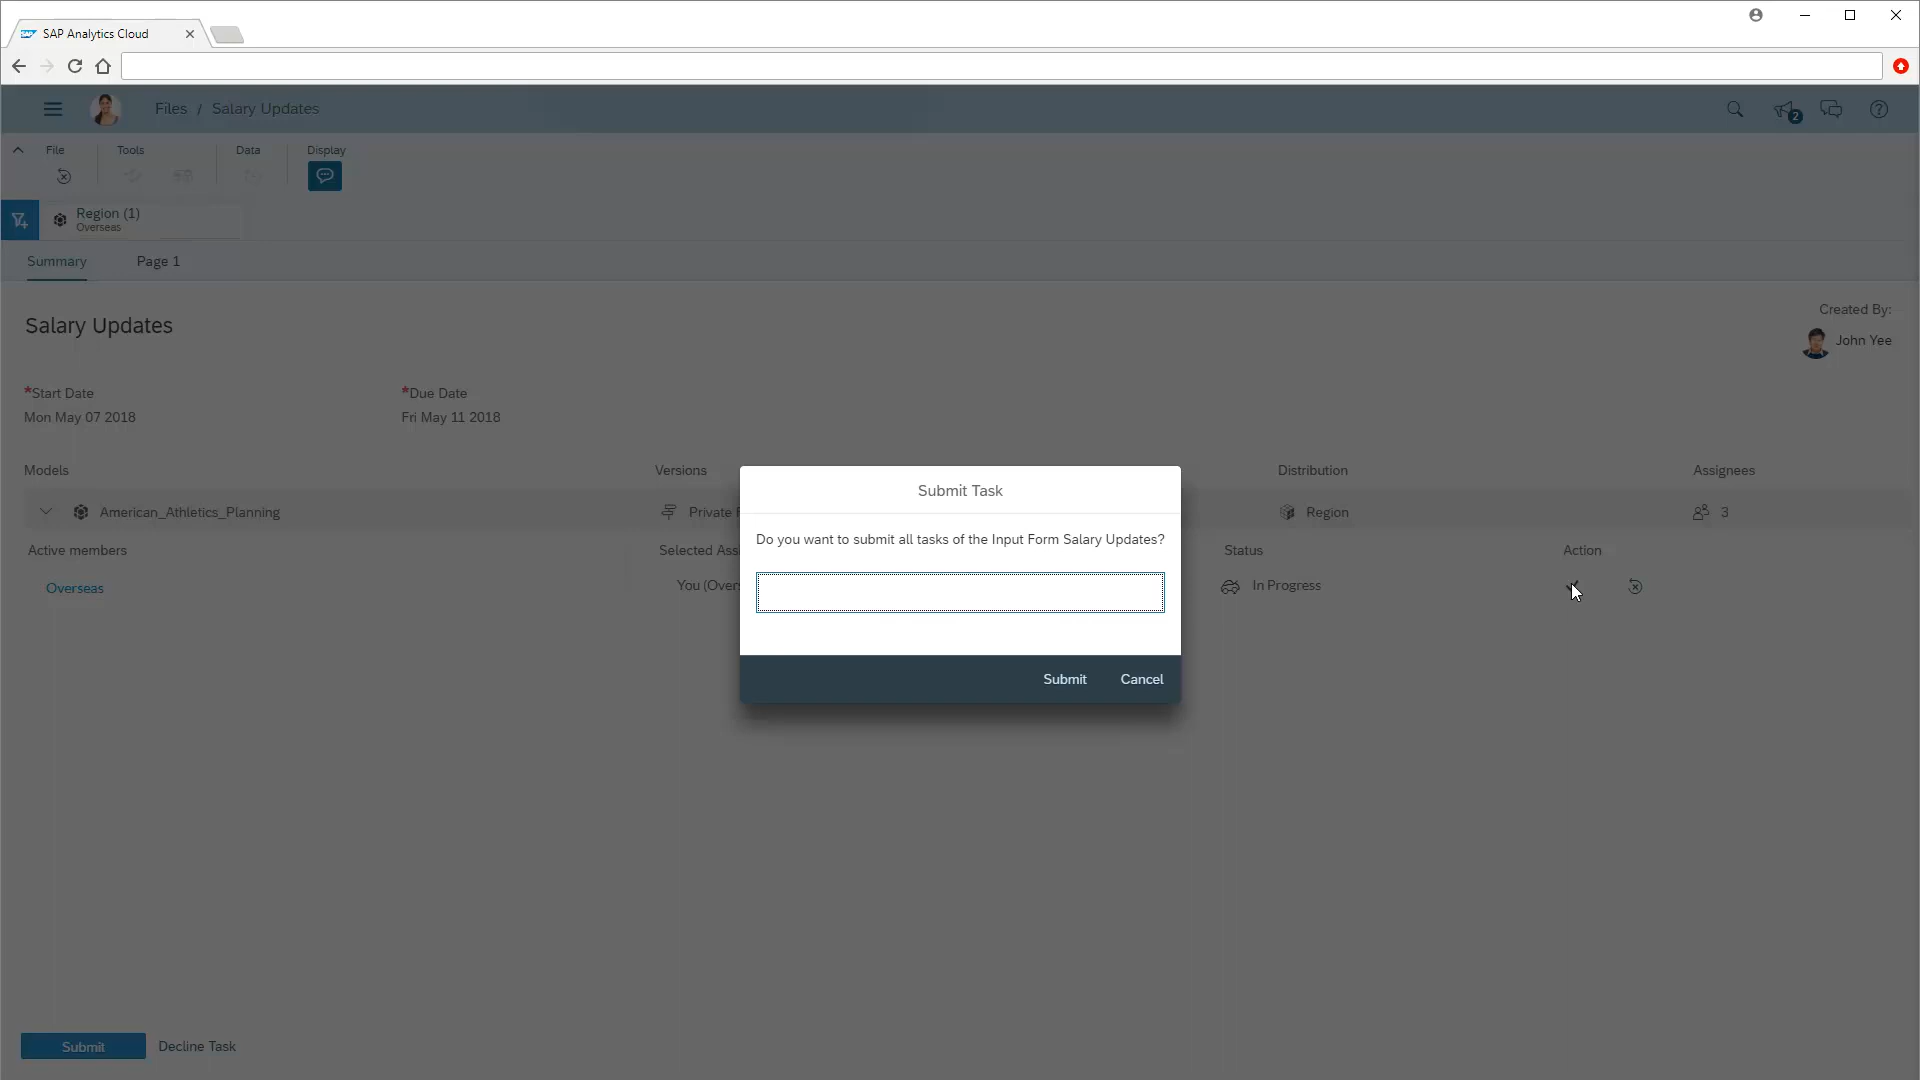 SAP Analytics Cloud
Files / Salary Updates
2
File Tools Data Display
Region (1)
Overseas
Summary Page 1
Salary Updates
Created By:
John Yee
*Start Date *Due Date
Mon May 07 2018 Fri May 11 2018
Models Versions Distribution Assignees
American_Athletics_Planning Private Region 3
Active members Selected Status Action
Overseas You In Progress
Submit Task
Do you want to submit all tasks of the Input Form Salary Updates?
Submit Cancel
Submit Decline Task